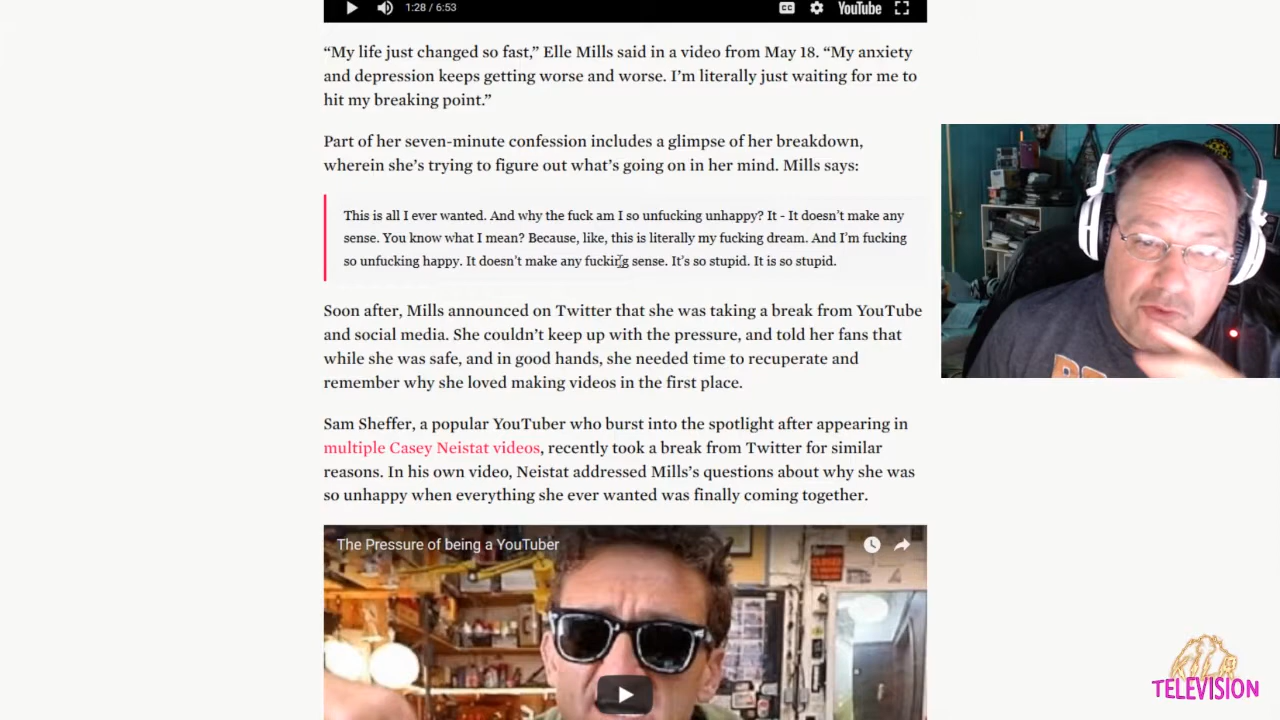 1:28 / 6:53
CC
YouTube
“My life just changed so fast,” Elle Mills said in a video from May 18. “My anxiety
and depression keeps getting worse and worse. I’m literally just waiting for me to
hit my breaking point.”
Part of her seven-minute confession includes a glimpse of her breakdown,
wherein she’s trying to figure out what’s going on in her mind. Mills says:
This is all I ever wanted. And why the fuck am I so unfucking unhappy? It - It doesn’t make any
sense. You know what I mean? Because, like, this is literally my fucking dream. And I’m fucking
so unfucking happy. It doesn’t make any fucking sense. It’s so stupid. It is so stupid.
Soon after, Mills announced on Twitter that she was taking a break from YouTube
and social media. She couldn’t keep up with the pressure, and told her fans that
while she was safe, and in good hands, she needed time to recuperate and
remember why she loved making videos in the first place.
Sam Sheffer, a popular YouTuber who burst into the spotlight after appearing in
multiple Casey Neistat videos, recently took a break from Twitter for similar
reasons. In his own video, Neistat addressed Mills’s questions about why she was
so unhappy when everything she ever wanted was finally coming together.
The Pressure of being a YouTuber
TELEVISION